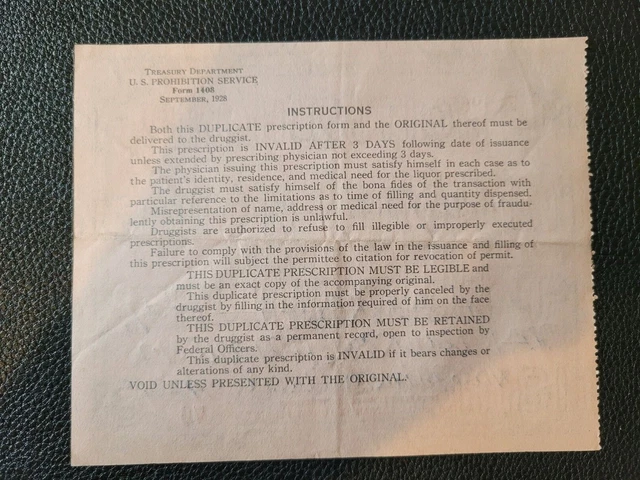 TREASURY DEPARTMENT
U. S. PROHIBITION SERVICE
Form 1403
SEPTEMBER, 1928
INSTRUCTIONS
Both this DUPLICATE prescription form and the ORIGINAL thereof must be
delivered to the druggist.
This prescription is INVALID AFTER 3 DAYS following date of issuance
unless extended by prescribing physician not exceeding 3 days.
The physician issuing this prescription must satisfy himself in each case as to
the patient's identity, residence, and medical need for the liquor prescribed.
The druggist must satisfy himself of the bona fides of the transaction with
particular reference to the limitations as to time of filling and quantity dispensed.
Misrepresentation of name, address or medical need for the purpose of fraudu-
lently obtaining this prescription is unlawful.
Druggists are authorized to refuse to fill illegible or improperly executed
prescriptions.
Failure to comply with the provisions of the law in the issuance and filling of
this prescription will subject the permittee to citation for revocation of permit.
THIS DUPLICATE PRESCRIPTION MUST BE LEGIBLE and
must be an exact copy of the accompanying original.
This duplicate prescription must be properly canceled by the
druggist by filling in the information required of him on the face
thereof.
THIS DUPLICATE PRESCRIPTION MUST BE RETAINED
by the druggist as a permanent record, open to inspection by
Federal Officers.
This duplicate prescription is INVALID if it bears changes or
alterations of any kind.
VOID UNLESS PRESENTED WITH THE ORIGINAL.